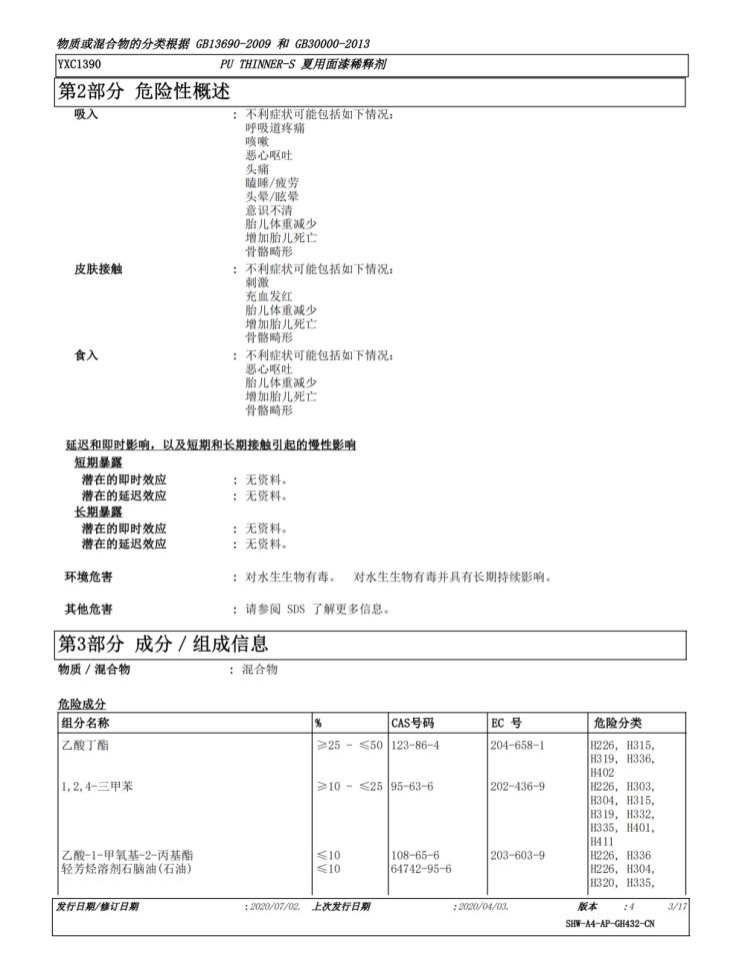 物质或混合物的分类根据 GB13690-2009 和 GB30000-2013
YXC1390 PU THINNER-S 夏用面漆稀释剂
第2部分 危险性概述
吸入 : 不利症状可能包括如下情况:
呼吸道疼痛
咳嗽
恶心呕吐
头痛
瞌睡/疲劳
头晕/眩晕
意识不清
胎儿体重减少
增加胎儿死亡
骨骼畸形
皮肤接触 : 不利症状可能包括如下情况:
刺激
充血发红
胎儿体重减少
增加胎儿死亡
骨骼畸形
食入 : 不利症状可能包括如下情况:
恶心呕吐
胎儿体重减少
增加胎儿死亡
骨骼畸形
延迟和即时影响, 以及短期和长期接触引起的慢性影响
短期暴露
潜在的即时效应 : 无资料。
潜在的延迟效应 : 无资料。
长期暴露
潜在的即时效应 : 无资料。
潜在的延迟效应 : 无资料。
环境危害 : 对水生生物有毒。 对水生生物有毒并具有长期持续影响。
其他危害 : 请参阅 SDS 了解更多信息。
第3部分 成分/组成信息
物质/混合物 : 混合物
危险成分
组分名称 % CAS号码 EC 号 危险分类
乙酸丁酯 ≥25 - ≤50 123-86-4 204-658-1 H226, H315,
H319, H336,
H402
1,2,4-三甲苯 ≥10 - ≤25 95-63-6 202-436-9 H226, H303,
H304, H315,
H319, H332,
H335, H401,
H411
乙酸-1-甲氧基-2-丙基酯 ≤10 108-65-6 203-603-9 H226, H336
轻芳烃溶剂石脑油(石油) ≤10 64742-95-6 H226, H304,
H320, H335,
发行日期/修订日期 :2020/07/02. 上次发行日期 :2020/04/03. 版本 :4 3/17
SHW-A4-AP-GH432-CN